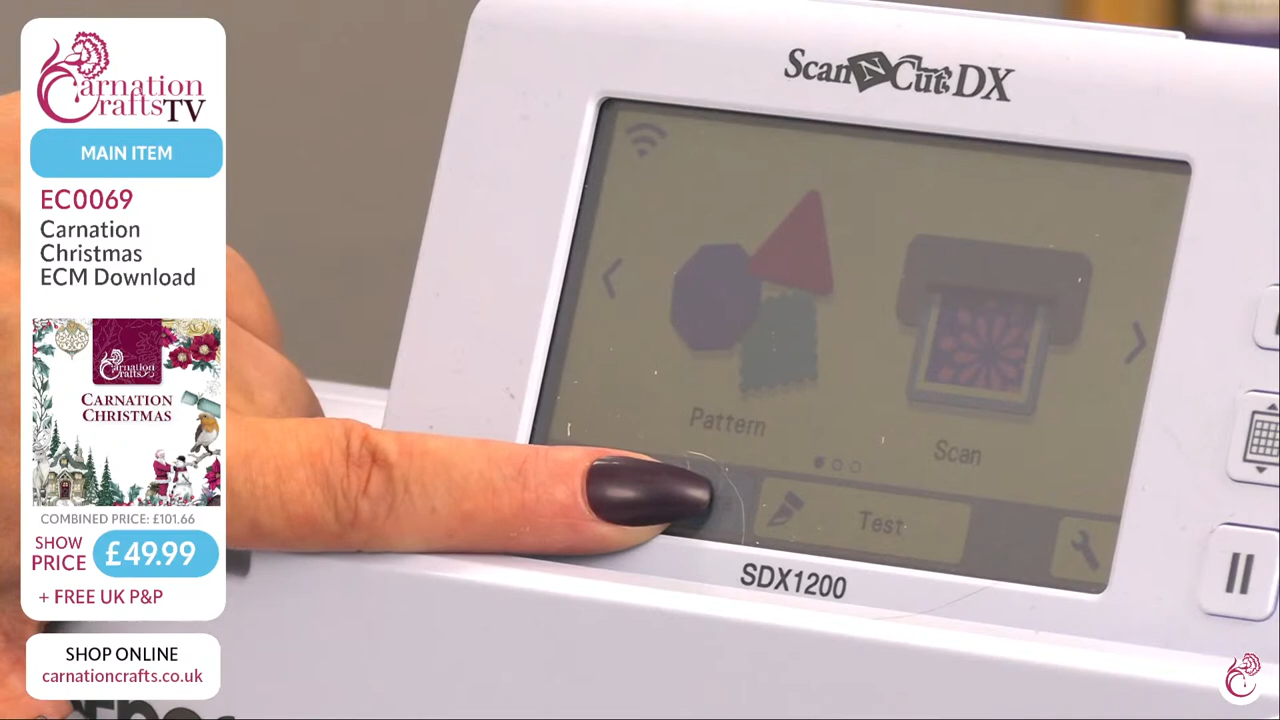 Carnation
Crafts TV
MAIN ITEM
EC0069
Carnation
Christmas
ECM Download
Carnation
Crafts
CARNATION
CHRISTMAS
COMBINED PRICE: £101.66
SHOW
PRICE
£49.99
+ FREE UK P&P
SHOP ONLINE
carnationcrafts.co.uk
ScanNCut DX
Pattern
Scan
Test
SDX1200